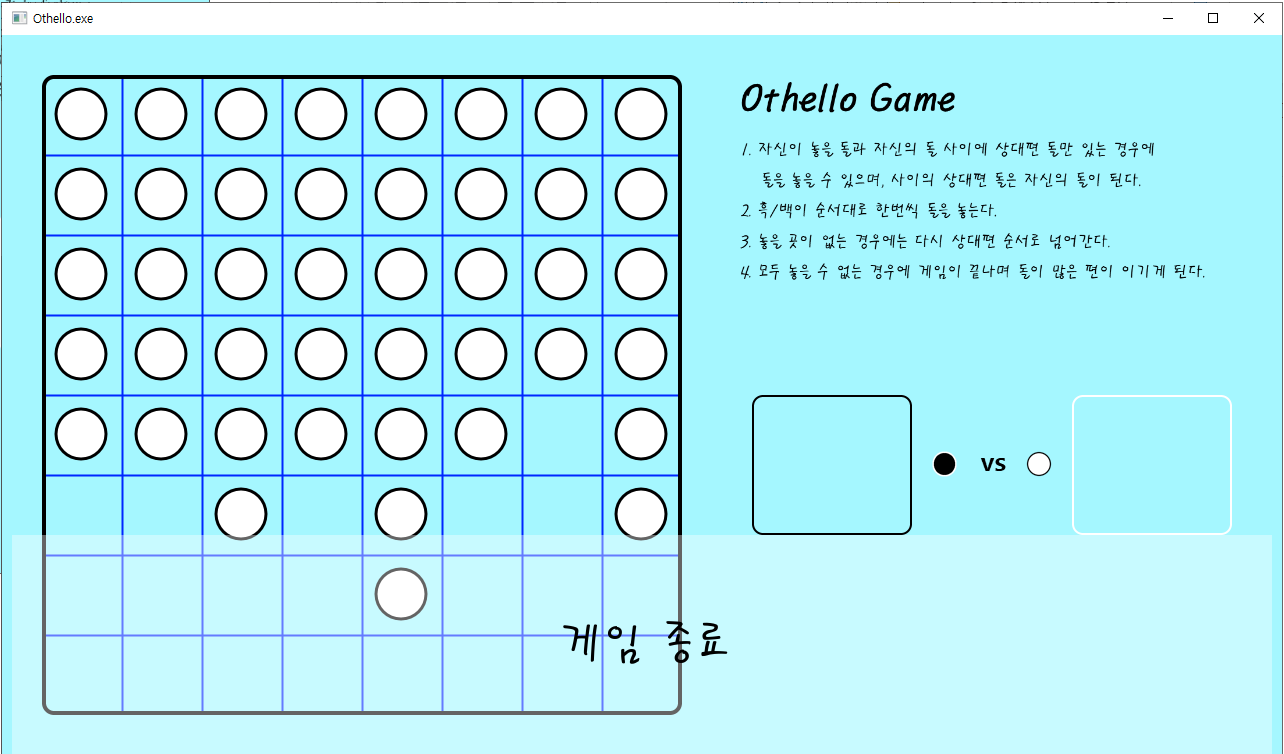 Othello.exe
Othello Game
1. 자신이 놓을 돌과 자신의 돌 사이에 상대편 돌만 있는 경우에
돌을 놓을 수 있으며, 사이의 상대편 돌은 자신의 돌이 된다.
2. 흑/백이 순서대로 한번씩 돌을 놓는다.
3. 놓을 곳이 없는 경우에는 다시 상대편 순서로 넘어간다.
4. 모두 놓을 수 없는 경우에 게임이 끝나며 돌이 많은 편이 이기게 된다.
VS
게임 종료